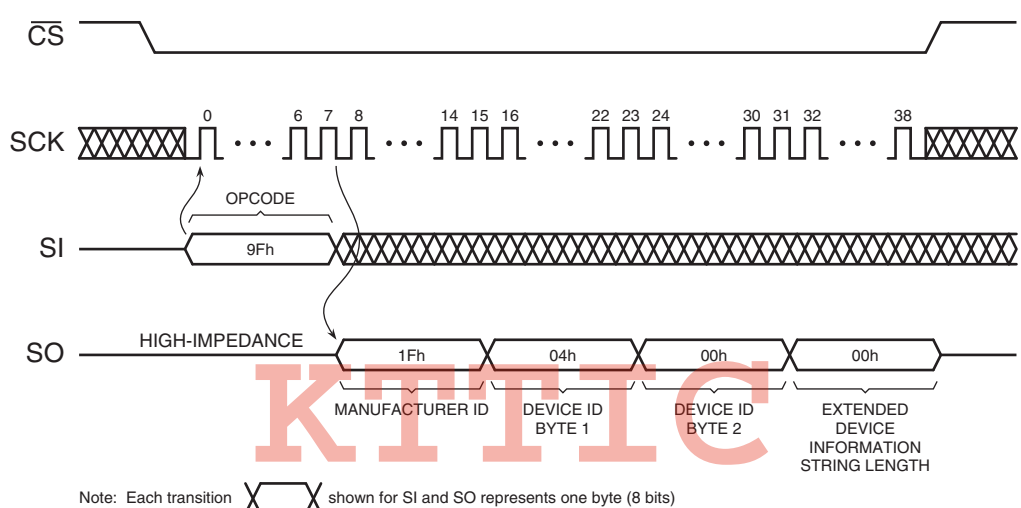 CS
SCK
0 6 7 8 14 15 16 22 23 24 30 31 32 38
OPCODE
SI
9Fh
SO
HIGH-IMPEDANCE
1Fh 04h 00h 00h
MANUFACTURER ID
DEVICE ID
BYTE 1
DEVICE ID
BYTE 2
EXTENDED
DEVICE
INFORMATION
STRING LENGTH
KTTIC
Note: Each transition shown for SI and SO represents one byte (8 bits)